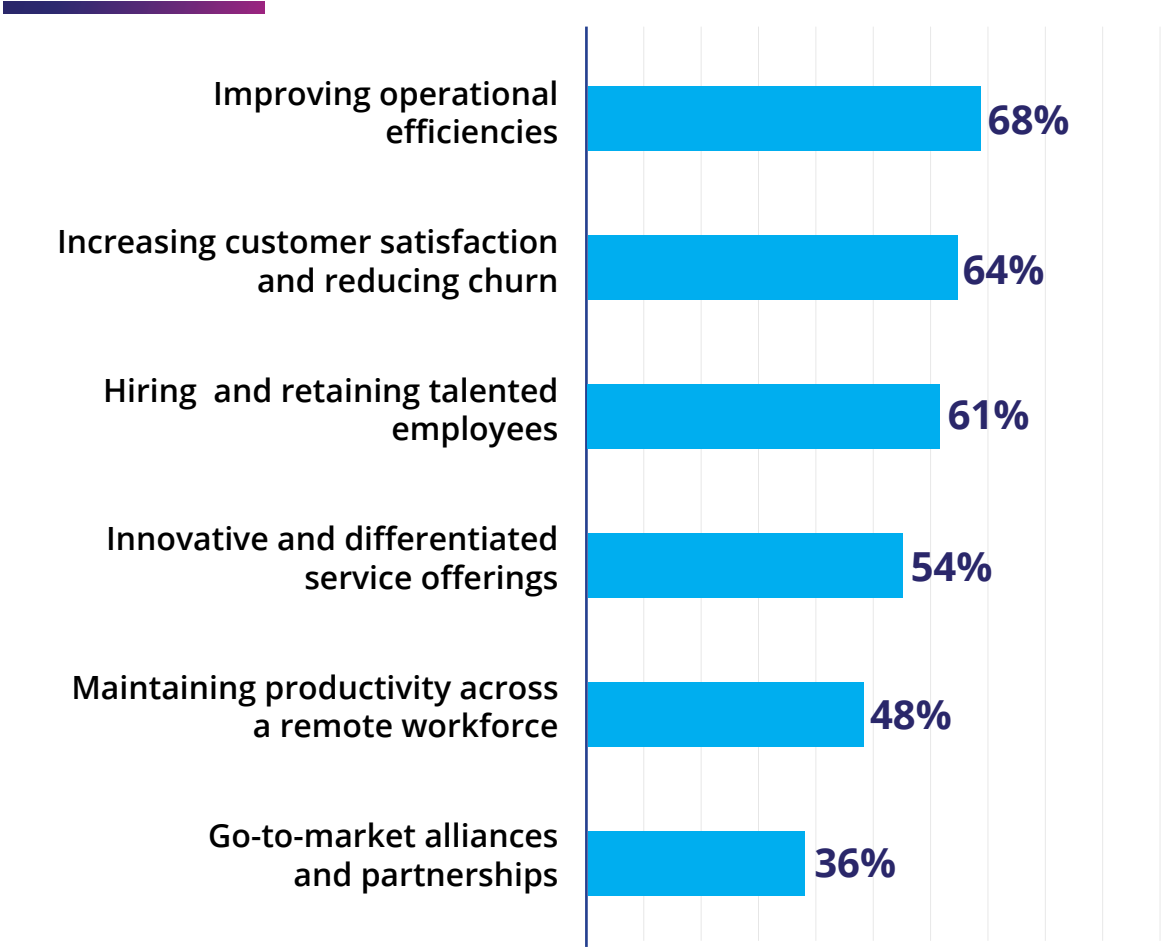 Improving operational
efficiencies
68%
Increasing customer satisfaction
and reducing churn
64%
Hiring  and retaining talented
employees
61%
Innovative and differentiated
service offerings
54%
Maintaining productivity across
a remote workforce
48%
Go-to-market alliances
and partnerships
36%